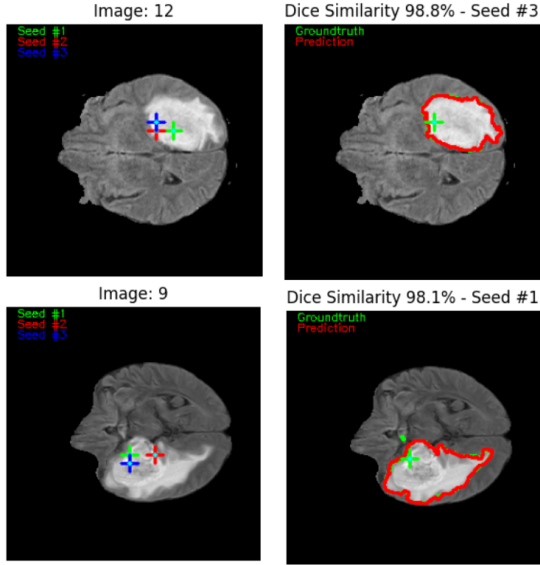 Image: 12
Dice Similarity 98.8% - Seed #3
Seed #1
Seed #2
Seed #3
Groundtruth
Prediction
Image: 9
Dice Similarity 98.1% - Seed #1
Seed #1
Seed #2
Seed #3
Groundtruth
Prediction